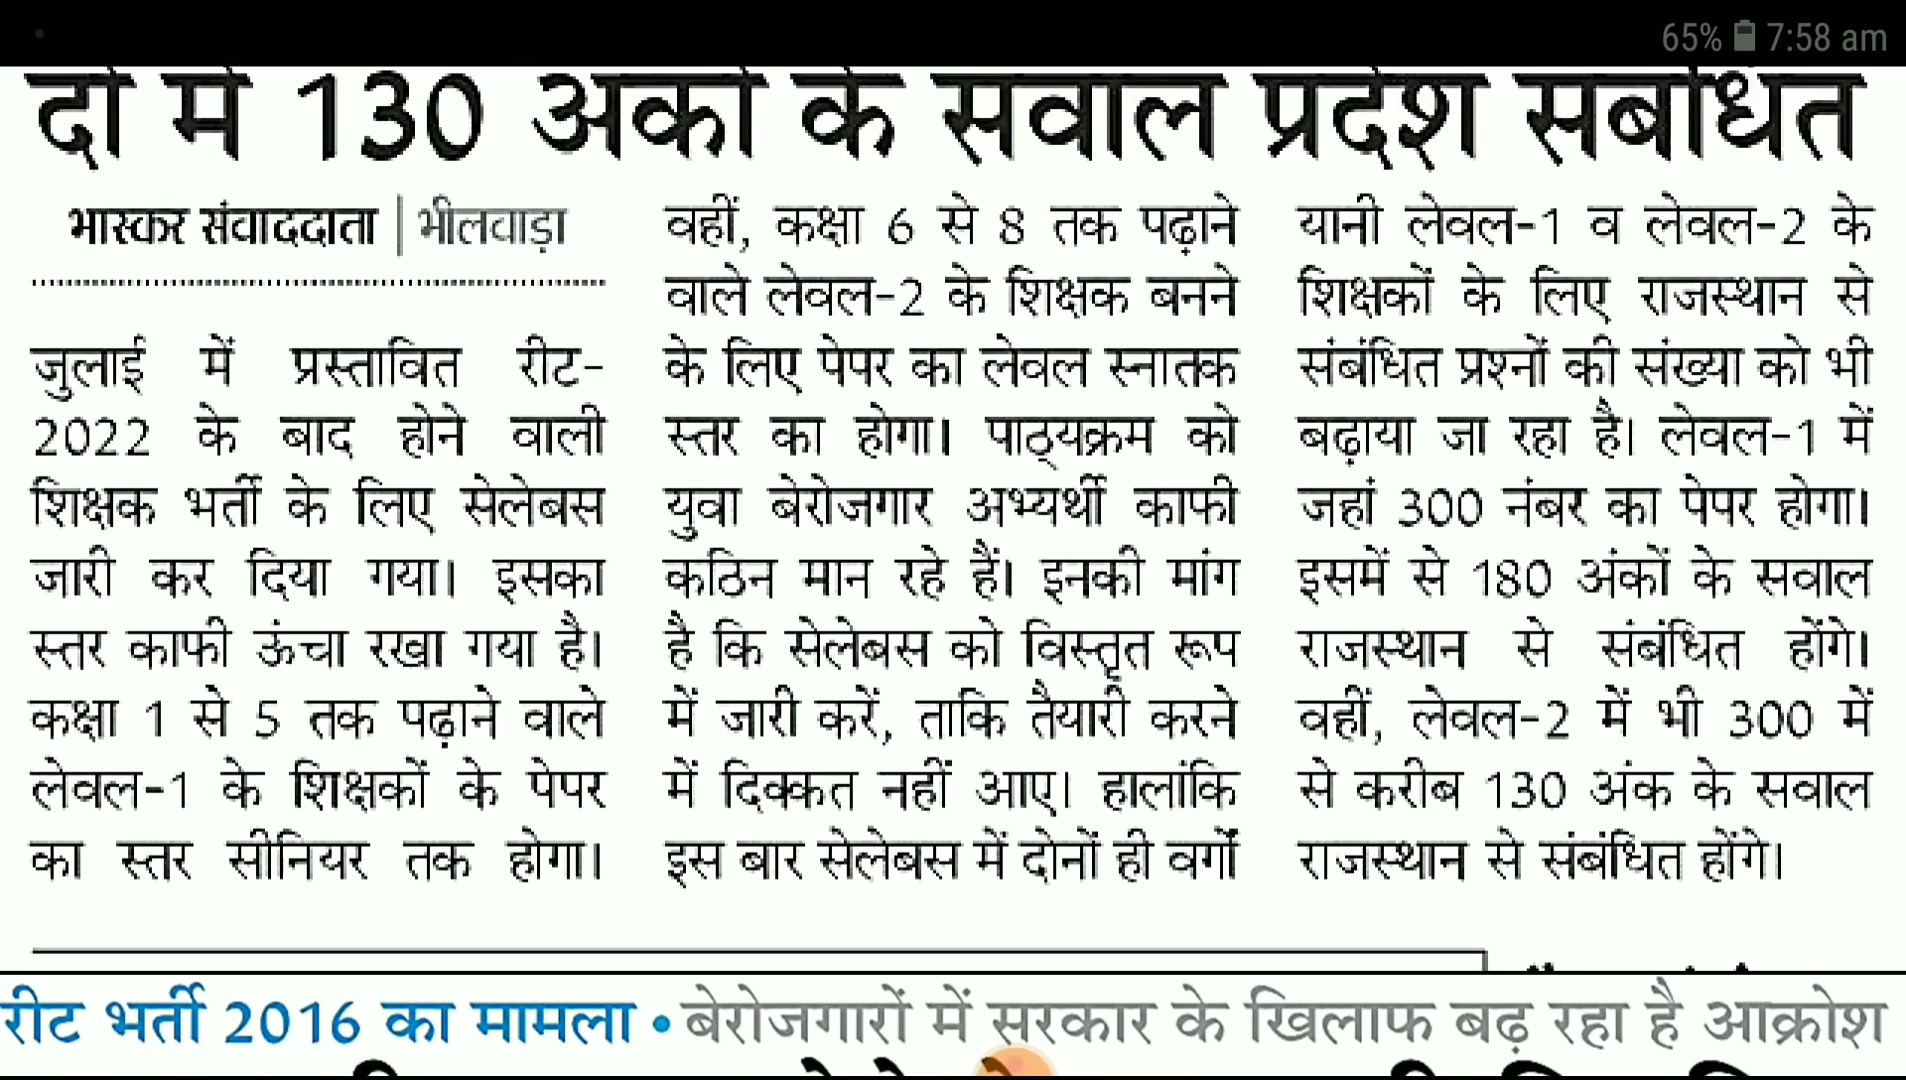 65% 7:58 am
दो में 130 अंकों के सवाल प्रदेश संबंधित
भास्कर संवाददाता | भीलवाड़ा
जुलाई में प्रस्तावित रीट-
2022 के बाद होने वाली
शिक्षक भर्ती के लिए सेलेबस
जारी कर दिया गया। इसका
स्तर काफी ऊंचा रखा गया है।
कक्षा 1 से 5 तक पढ़ाने वाले
लेवल-1 के शिक्षकों के पेपर
का स्तर सीनियर तक होगा।
वहीं, कक्षा 6 से 8 तक पढ़ाने
वाले लेवल-2 के शिक्षक बनने
के लिए पेपर का लेवल स्नातक
स्तर का होगा। पाठ्यक्रम को
युवा बेरोजगार अभ्यर्थी काफी
कठिन मान रहे हैं। इनकी मांग
है कि सेलेबस को विस्तृत रूप
में जारी करें, ताकि तैयारी करने
में दिक्कत नहीं आए। हालांकि
इस बार सेलेबस में दोनों ही वर्गों
यानी लेवल-1 व लेवल-2 के
शिक्षकों के लिए राजस्थान से
संबंधित प्रश्नों की संख्या को भी
बढ़ाया जा रहा है। लेवल-1 में
जहां 300 नंबर का पेपर होगा।
इसमें से 180 अंकों के सवाल
राजस्थान से संबंधित होंगे।
वहीं, लेवल-2 में भी 300 में
से करीब 130 अंक के सवाल
राजस्थान से संबंधित होंगे।
रीट भर्ती 2016 का मामला • बेरोजगारों में सरकार के खिलाफ बढ़ रहा है आक्रोश